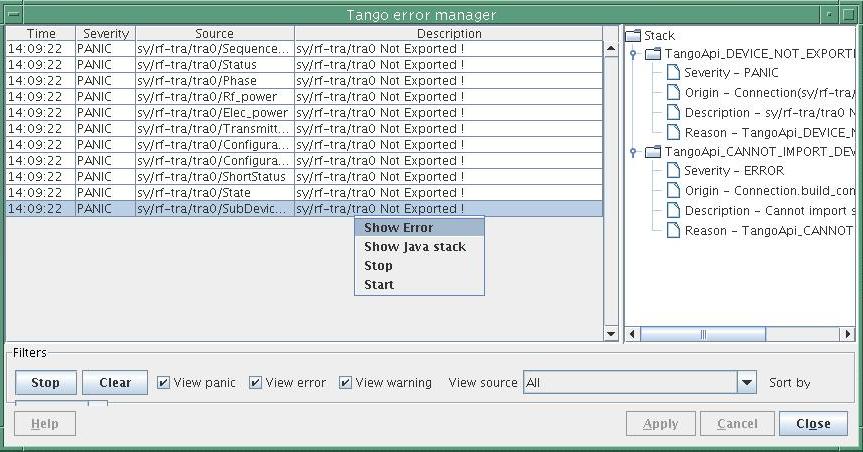 Tango error manager
Time Severity Source Description
14:09:22 PANIC sy/rf-tra/tra0/Sequence... sy/rf-tra/tra0 Not Exported !
14:09:22 PANIC sy/rf-tra/tra0/Status sy/rf-tra/tra0 Not Exported !
14:09:22 PANIC sy/rf-tra/tra0/Phase sy/rf-tra/tra0 Not Exported !
14:09:22 PANIC sy/rf-tra/tra0/Rf_power sy/rf-tra/tra0 Not Exported !
14:09:22 PANIC sy/rf-tra/tra0/Elec_power sy/rf-tra/tra0 Not Exported !
14:09:22 PANIC sy/rf-tra/tra0/Transmitt... sy/rf-tra/tra0 Not Exported !
14:09:22 PANIC sy/rf-tra/tra0/Configura... sy/rf-tra/tra0 Not Exported !
14:09:22 PANIC sy/rf-tra/tra0/Configura... sy/rf-tra/tra0 Not Exported !
14:09:22 PANIC sy/rf-tra/tra0/ShortStatus sy/rf-tra/tra0 Not Exported !
14:09:22 PANIC sy/rf-tra/tra0/State sy/rf-tra/tra0 Not Exported !
14:09:22 PANIC sy/rf-tra/tra0/SubDevic... sy/rf-tra/tra0 Not Exported !
Show Error
Show Java stack
Stop
Start
Stack
TangoApi_DEVICE_NOT_EXPORTI
Severity - PANIC
Origin - Connection(sy/rf-tra/
Description - sy/rf-tra/tra0 N
Reason - TangoApi_DEVICE_N
TangoApi_CANNOT_IMPORT_DEV
Severity - ERROR
Origin - Connection.build_con
Description - Cannot import s
Reason - TangoApi_CANNOT
Filters
Stop Clear View panic View error View warning View source All Sort by
Help Apply Cancel Close